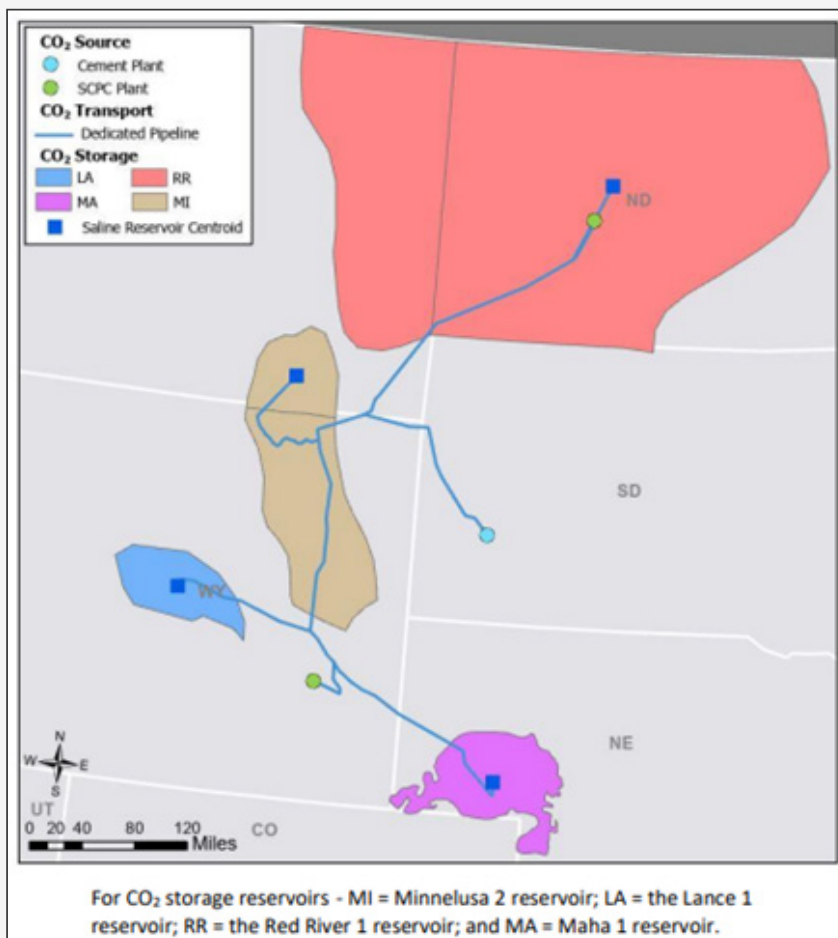 CO₂ Source
Cement Plant
SCPC Plant
CO₂ Transport
Dedicated Pipeline
CO₂ Storage
LA RR
MA MI
Saline Reservoir Centroid
ND
SD
WY
NE
N
W E
S
UT
CO
0 20 40 80 120
Miles
For CO₂ storage reservoirs - MI = Minnelusa 2 reservoir; LA = the Lance 1
reservoir; RR = the Red River 1 reservoir; and MA = Maha 1 reservoir.